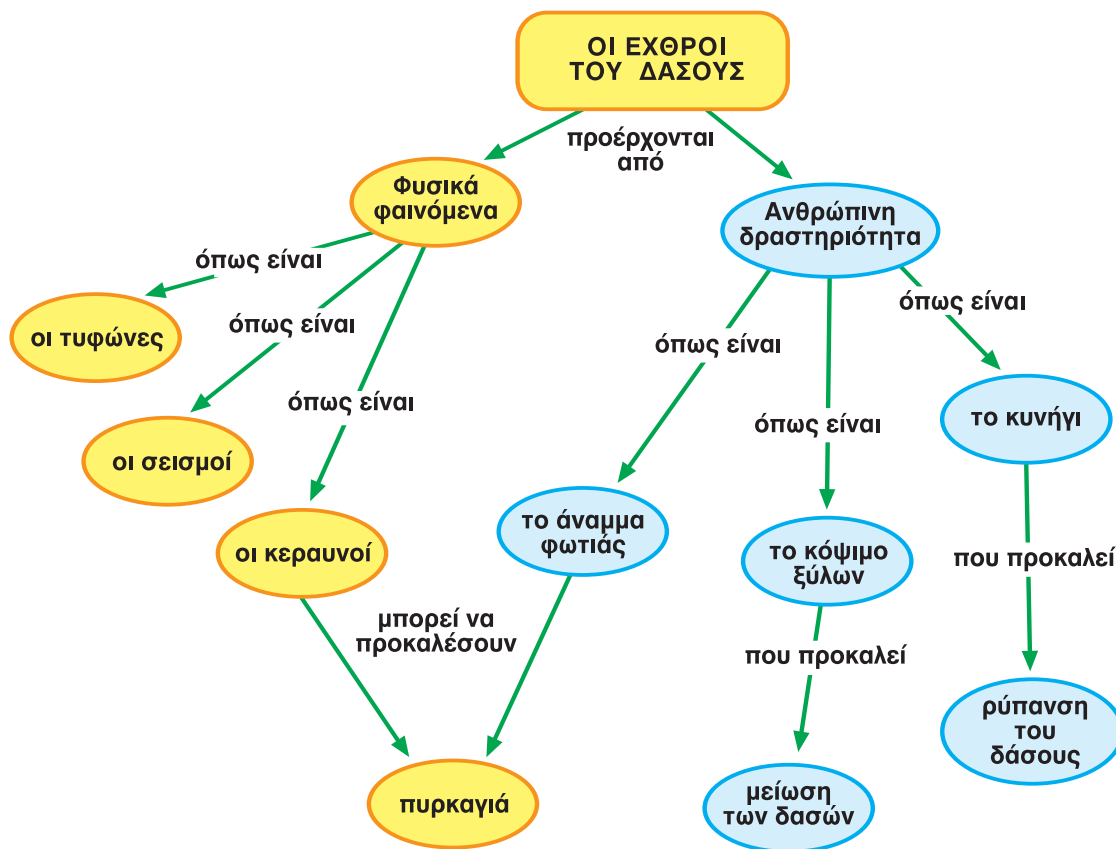 ΟΙ ΕΧΘΡΟΙ
ΤΟΥ ΔΑΣΟΥΣ
προέρχονται
από
Φυσικά
φαινόμενα
Ανθρώπινη
δραστηριότητα
όπως είναι
όπως είναι
όπως είναι
όπως είναι
όπως είναι
όπως είναι
οι τυφώνες
οι σεισμοί
οι κεραυνοί
το άναμμα
φωτιάς
το κόψιμο
ξύλων
το κυνήγι
μπορεί να
προκαλέσουν
που προκαλεί
που προκαλεί
πυρκαγιά
μείωση
των δασών
ρύπανση
του
δάσους